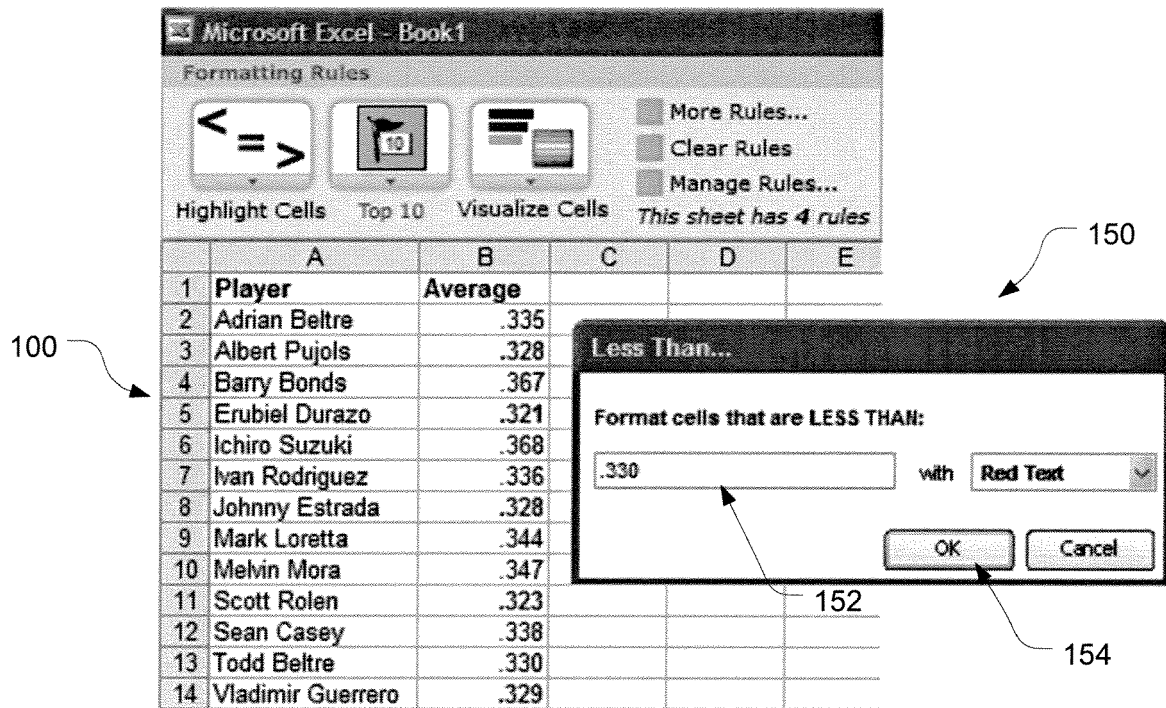 Microsoft Excel - Book1
Formatting Rules
< = >
10
More Rules...
Clear Rules
Manage Rules...
Highlight Cells Top 10 Visualize Cells This sheet has 4 rules
A B C D E
150
1 Player Average
2 Adrian Beltre .335
3 Albert Pujols .328
4 Barry Bonds .367
5 Erubiel Durazo .321
6 Ichiro Suzuki .368
7 Ivan Rodriguez .336
8 Johnny Estrada .328
9 Mark Loretta .344
10 Melvin Mora .347
11 Scott Rolen .323
12 Sean Casey .338
13 Todd Beltre .330
14 Vladimir Guerrero .329
100
Less Than...
Format cells that are LESS THAN:
.330 with Red Text
OK Cancel
152
154